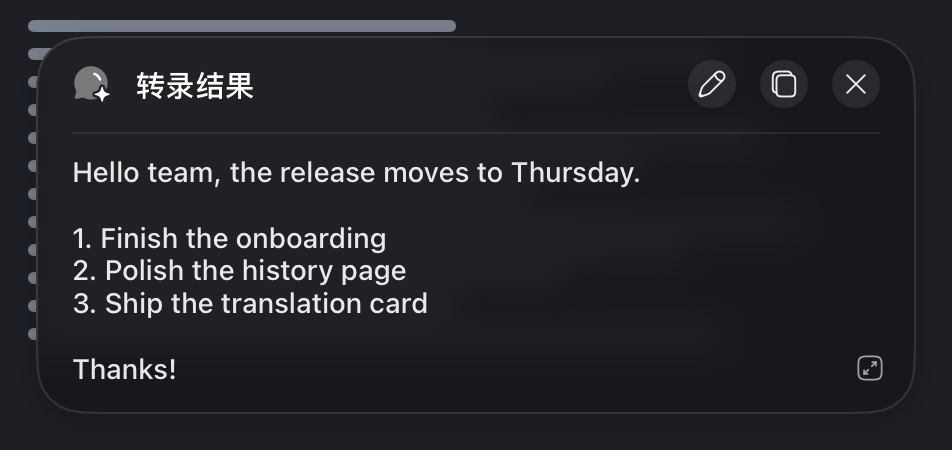 转录结果
Hello team, the release moves to Thursday.
1. Finish the onboarding
2. Polish the history page
3. Ship the translation card
Thanks!